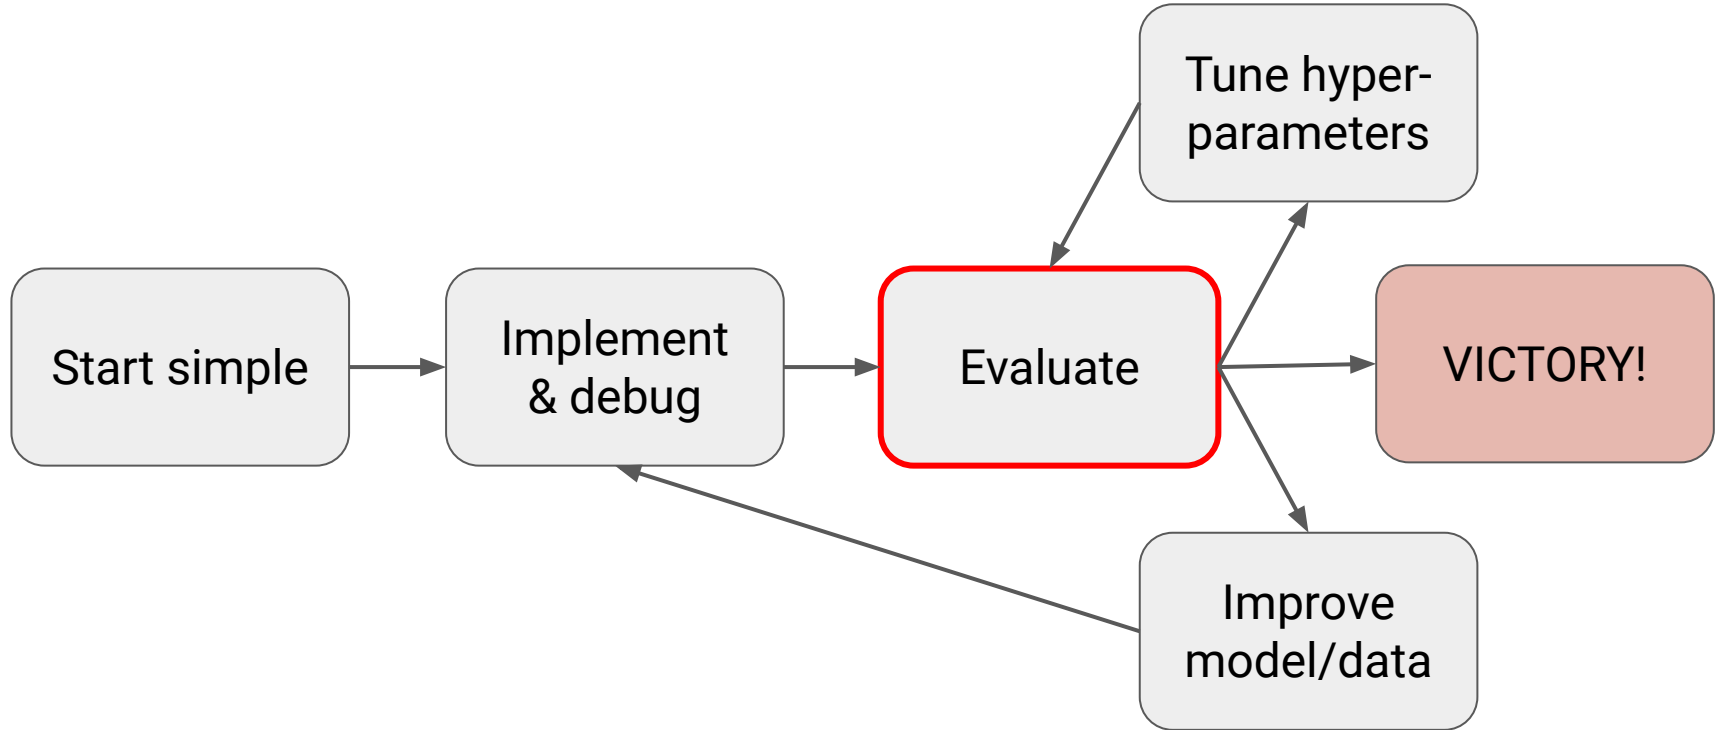 Start simple
Implement
& debug
Evaluate
Tune hyper-
parameters
VICTORY!
Improve
model/data